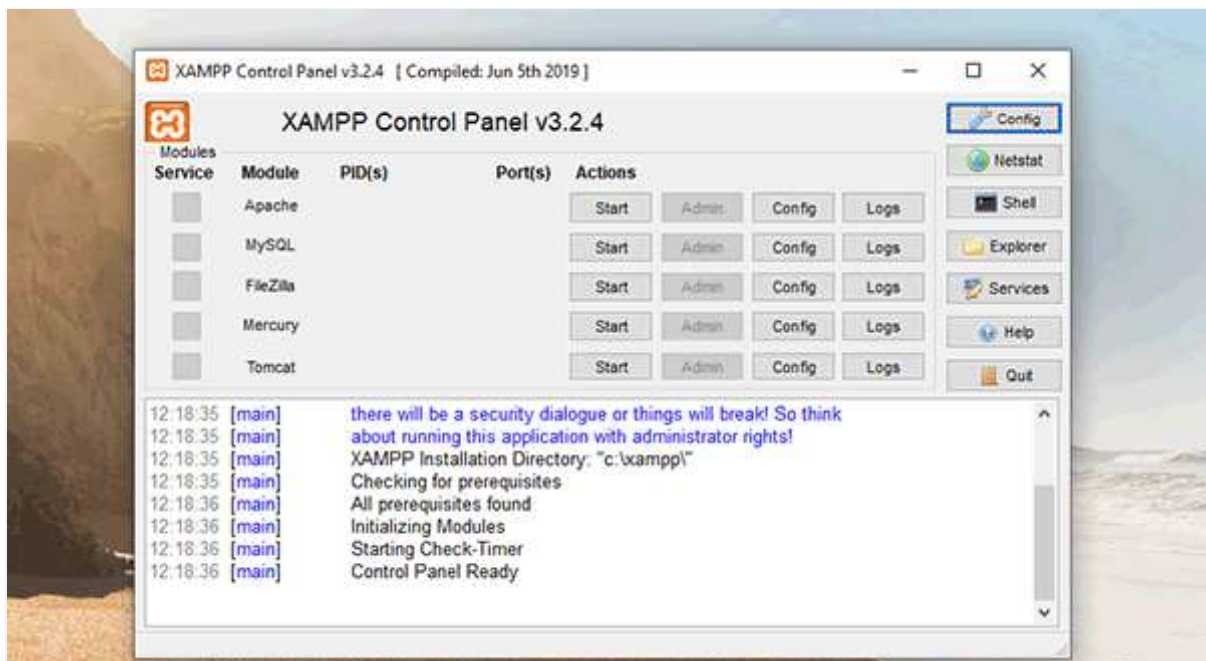 XAMPP Control Panel v3.2.4 [ Compiled: Jun 5th 2019 ]
XAMPP Control Panel v3.2.4
Config
Modules
Netstat
Service Module PID(s) Port(s) Actions
Apache Start Admin Config Logs
Shell
MySQL Start Admin Config Logs
Explorer
FileZilla Start Admin Config Logs
Services
Mercury Start Admin Config Logs
Help
Tomcat Start Admin Config Logs
Quit
12:18:35 [main] there will be a security dialogue or things will break! So think
12:18:35 [main] about running this application with administrator rights!
12:18:35 [main] XAMPP Installation Directory: "c:\xampp\"
12:18:35 [main] Checking for prerequisites
12:18:36 [main] All prerequisites found
12:18:36 [main] Initializing Modules
12:18:36 [main] Starting Check-Timer
12:18:36 [main] Control Panel Ready